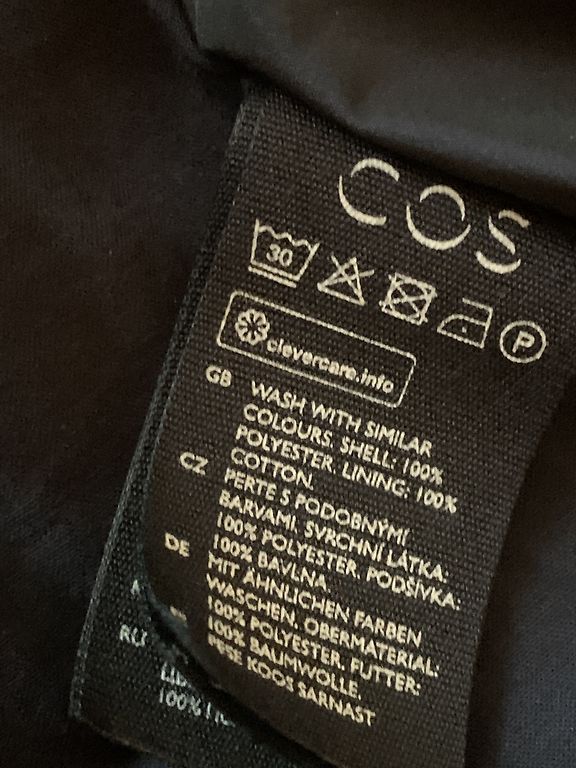 COS
30
P
clevercare.info
GB WASH WITH SIMILAR
COLOURS. SHELL: 100%
POLYESTER. LINING: 100%
COTTON.
CZ PERTE S PODOBNÝMI
BARVAMI. SVRCHNÍ LÁTKA:
100% POLYESTER. PODŠÍVKA:
100% BAVLNA.
DE MIT ÄHNLICHEN FARBEN
WASCHEN. OBERMATERIAL:
100% POLYESTER. FUTTER:
100% BAUMWOLLE.
PESE KOOS SARNAST
100%